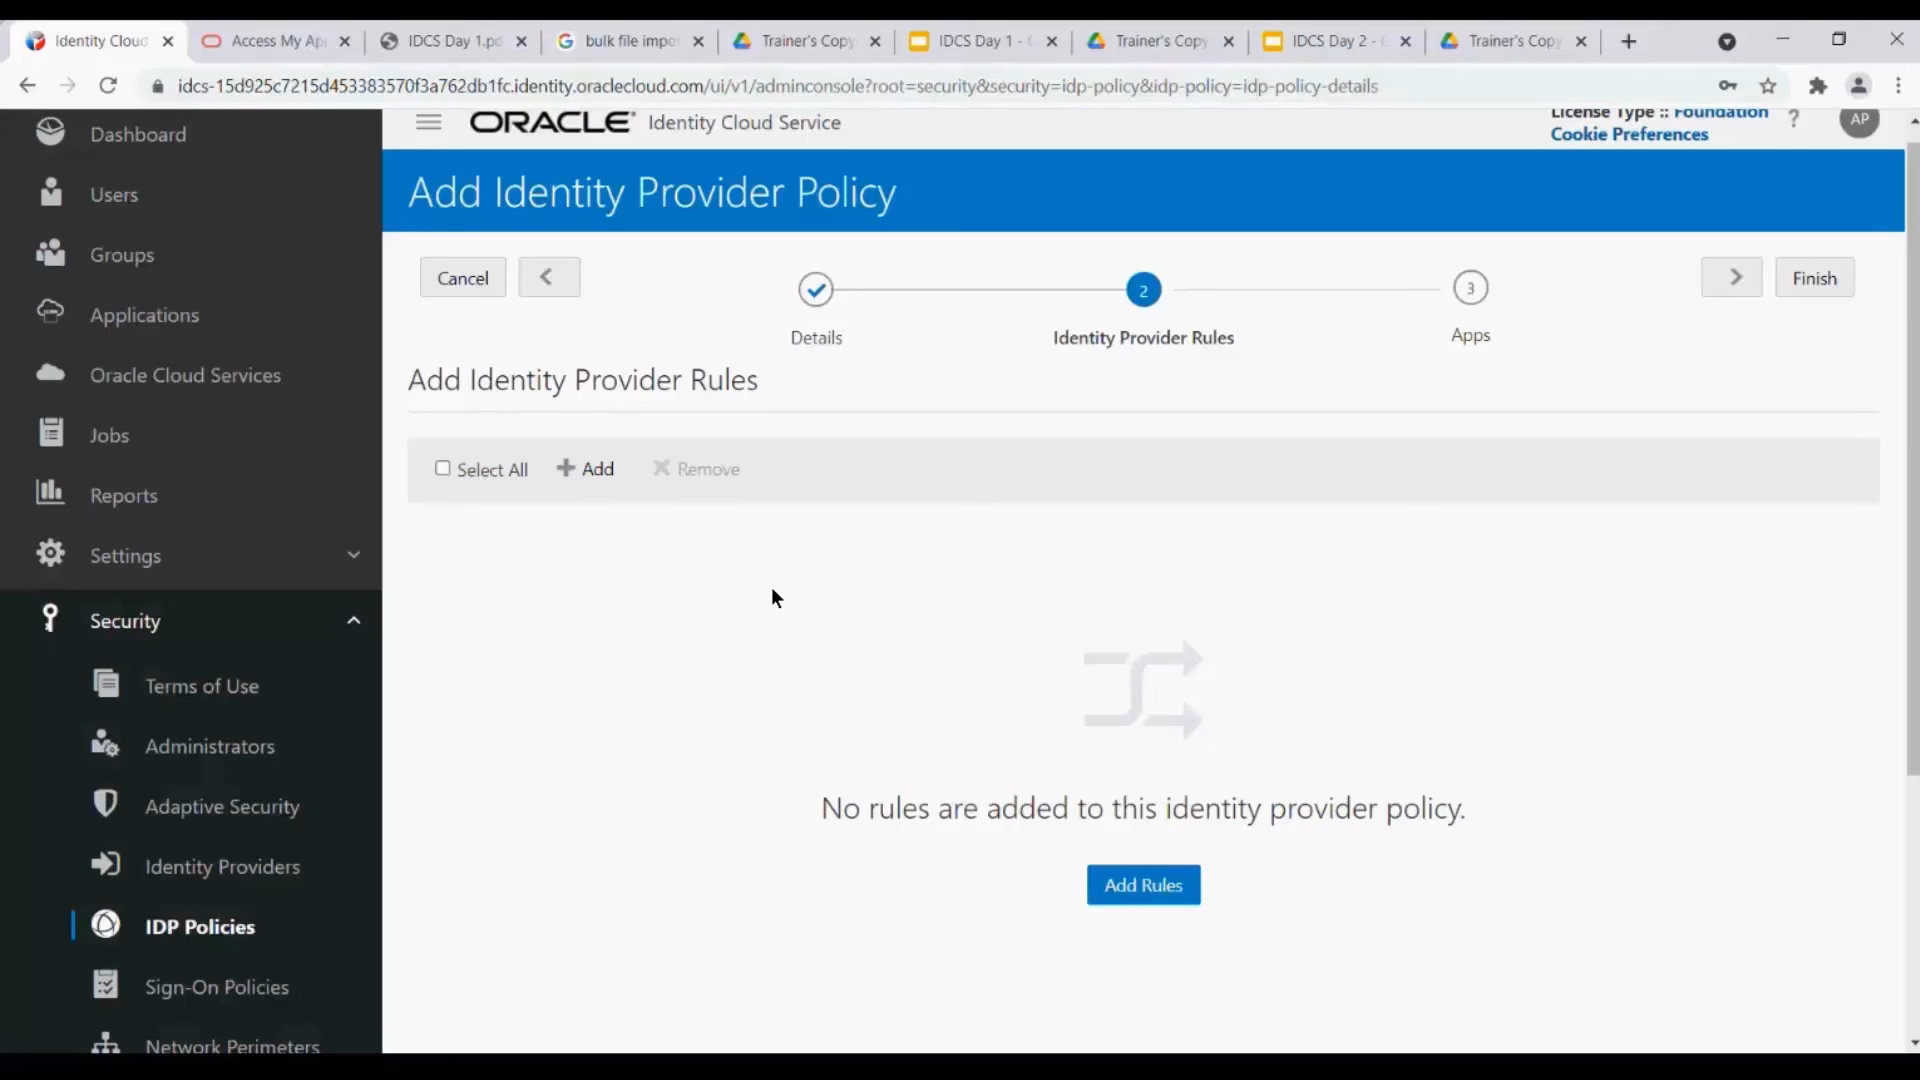 Identity Cloud
Access My Ap
IDCS Day 1.pd
bulk file impo
Trainer's Copy
IDCS Day 1 -
Trainer's Copy
IDCS Day 2 -
Trainer's Copy
idcs-15d925c7215d453383570f3a762db1fc.identity.oraclecloud.com/ui/v1/adminconsole?root=security&security=idp-policy&idp-policy=idp-policy-details
Dashboard
Users
Groups
Applications
Oracle Cloud Services
Jobs
Reports
Settings
Security
Terms of Use
Administrators
Adaptive Security
Identity Providers
IDP Policies
Sign-On Policies
Network Perimeters
ORACLE® Identity Cloud Service
License Type :: Foundation
Cookie Preferences
?
AP
Add Identity Provider Policy
Cancel
2
3
Finish
Details
Identity Provider Rules
Apps
Add Identity Provider Rules
Select All
Add
Remove
No rules are added to this identity provider policy.
Add Rules